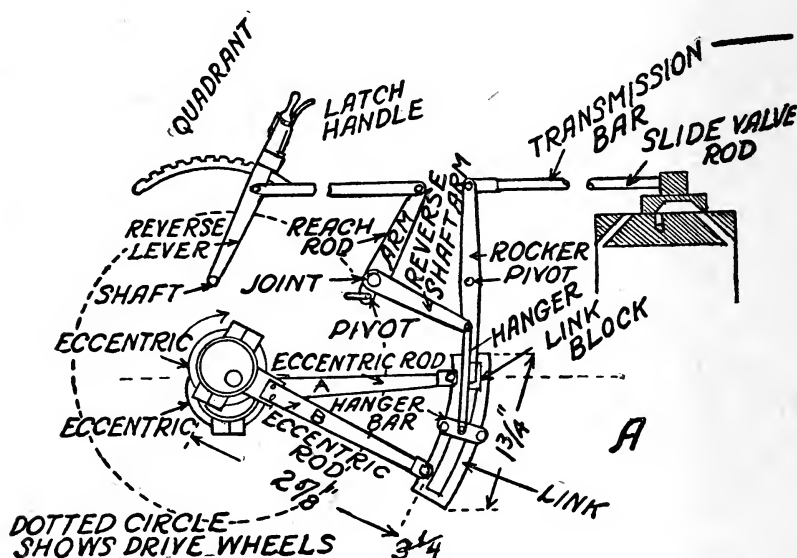 QUADRANT
LATCH
HANDLE
TRANSMISSION
BAR
SLIDE VALVE
ROD
REVERSE
LEVER
REACH
ROD
ARM
REVERSE
SHAFT ARM
ROCKER
PIVOT
SHAFT
JOINT
PIVOT
HANGER
LINK
BLOCK
ECCENTRIC
ECCENTRIC ROD
A
B
HANGER
BAR
ECCENTRIC
ECCENTRIC
ROD
2 5/8"
1 3/4"
A
LINK
3 1/4
DOTTED CIRCLE
SHOWS DRIVE WHEELS